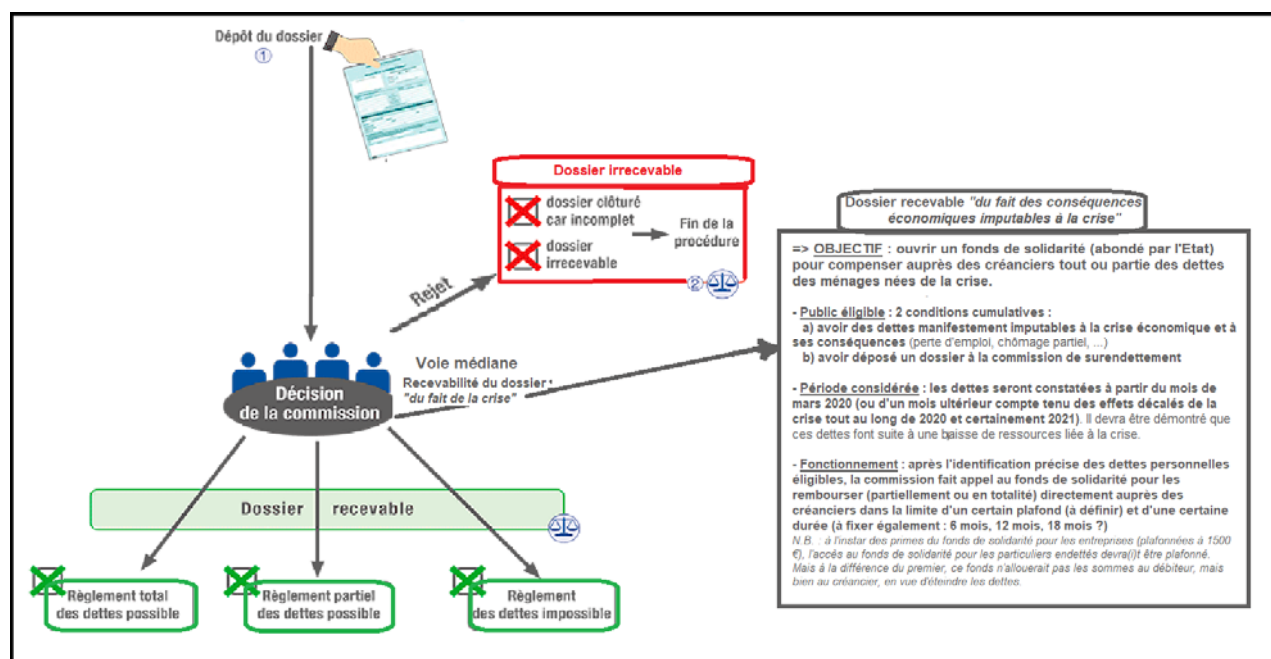 Dépôt du dossier
1
Dossier irrecevable
dossier clôturé
car incomplet
dossier
irrecevable
Fin de la
procédure
2
Rejet
Voie médiane
Recevabilité du dossier
"du fait de la crise"
Décision
de la commission
Dossier recevable
Règlement total
des dettes possible
Règlement partiel
des dettes possible
Règlement
des dettes impossible
Dossier recevable "du fait des conséquences
économiques imputables à la crise"
=> OBJECTIF : ouvrir un fonds de solidarité (abondé par l'Etat)
pour compenser auprès des créanciers tout ou partie des dettes
des ménages nées de la crise.
- Public éligible : 2 conditions cumulatives :
a) avoir des dettes manifestement imputables à la crise économique et à
ses conséquences (perte d'emploi, chômage partiel, ...)
b) avoir déposé un dossier à la commission de surendettement
- Période considérée : les dettes seront constatées à partir du mois de
mars 2020 (ou d'un mois ultérieur compte tenu des effets décalés de la
crise tout au long de 2020 et certainement 2021). Il devra être démontré que
ces dettes font suite à une baisse de ressources liée à la crise.
- Fonctionnement : après l'identification précise des dettes personnelles
éligibles, la commission fait appel au fonds de solidarité pour les
rembourser (partiellement ou en totalité) directement auprès des
créanciers dans la limite d'un certain plafond (à définir) et d'une certaine
durée (à fixer également : 6 mois, 12 mois, 18 mois ?)
N.B. : à l'instar des primes du fonds de solidarité pour les entreprises (plafonnées à 1500
€), l'accès au fonds de solidarité pour les particuliers endettés devra(i)t être plafonné.
Mais à la différence du premier, ce fonds n'allouerait pas les sommes au débiteur, mais
bien au créancier, en vue d'éteindre les dettes.